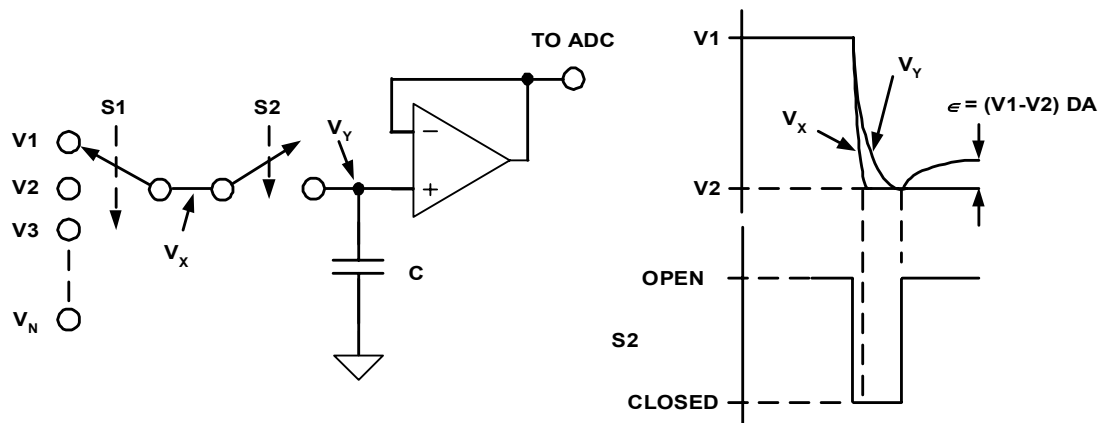 TO ADC
S1
S2
V1
V2
V3
VN
VX
VY
C
−
+
V1
V2
VX
VY
ϵ = (V1-V2) DA
OPEN
S2
CLOSED